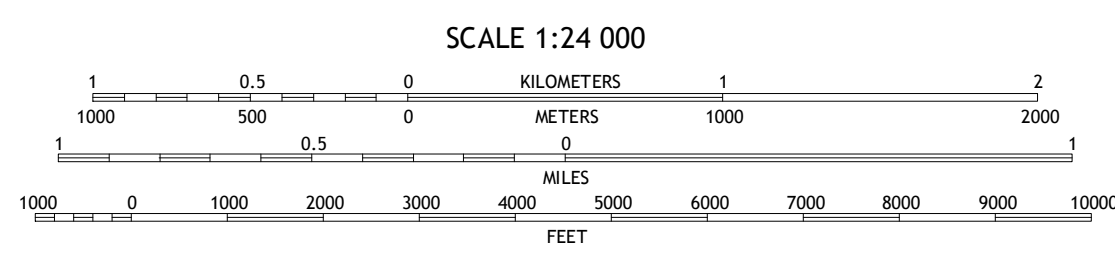 SCALE 1:24 000
1 0.5 0 KILOMETERS 1 2
1000 500 0 METERS 1000 2000
1 0.5 0 1
MILES
1000 0 1000 2000 3000 4000 5000 6000 7000 8000 9000 10000
FEET